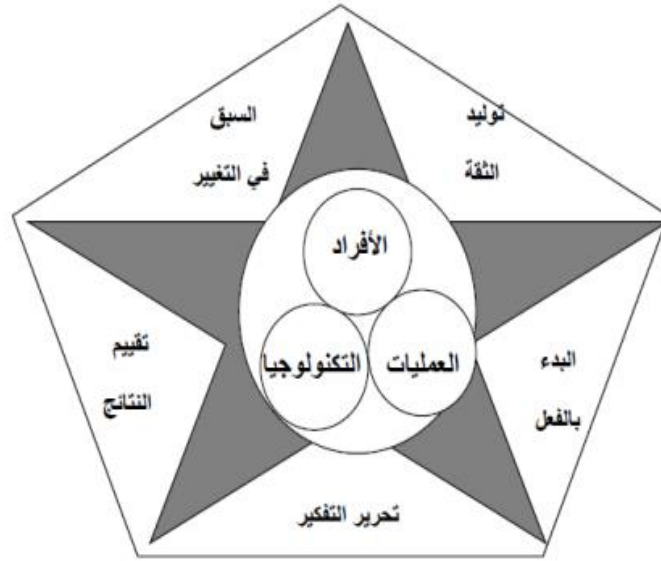 توليد
الثقة
السبق
في التغيير
الأفراد
العمليات
التكنولوجيا
البدء
بالفعل
تقييم
النتائج
تحرير التفكير